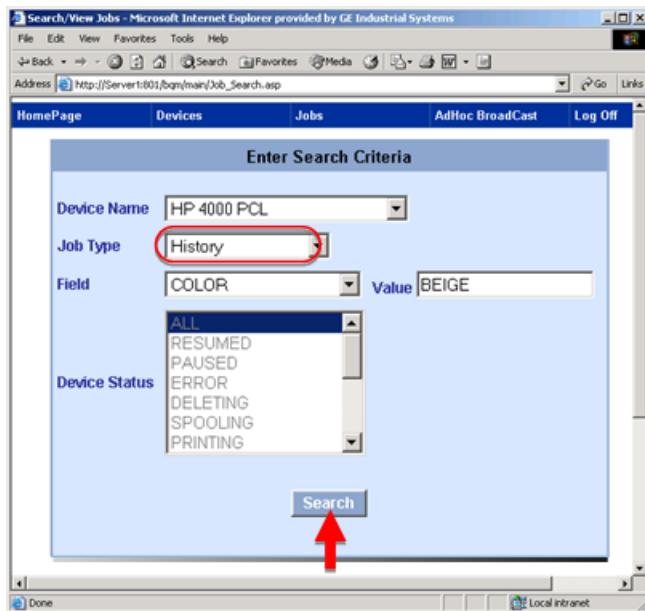 Search/View Jobs - Microsoft Internet Explorer provided by GE Industrial Systems
File Edit View Favorites Tools Help
Back Search Favorites Media
Address http://Server1:801/bqm/main/Job_Search.asp Go Links
HomePage Devices Jobs AdHoc BroadCast Log Off
Enter Search Criteria
Device Name HP 4000 PCL
Job Type History
Field COLOR Value BEIGE
Device Status
ALL
RESUMED
PAUSED
ERROR
DELETING
SPOOLING
PRINTING
Search
Done Local intranet